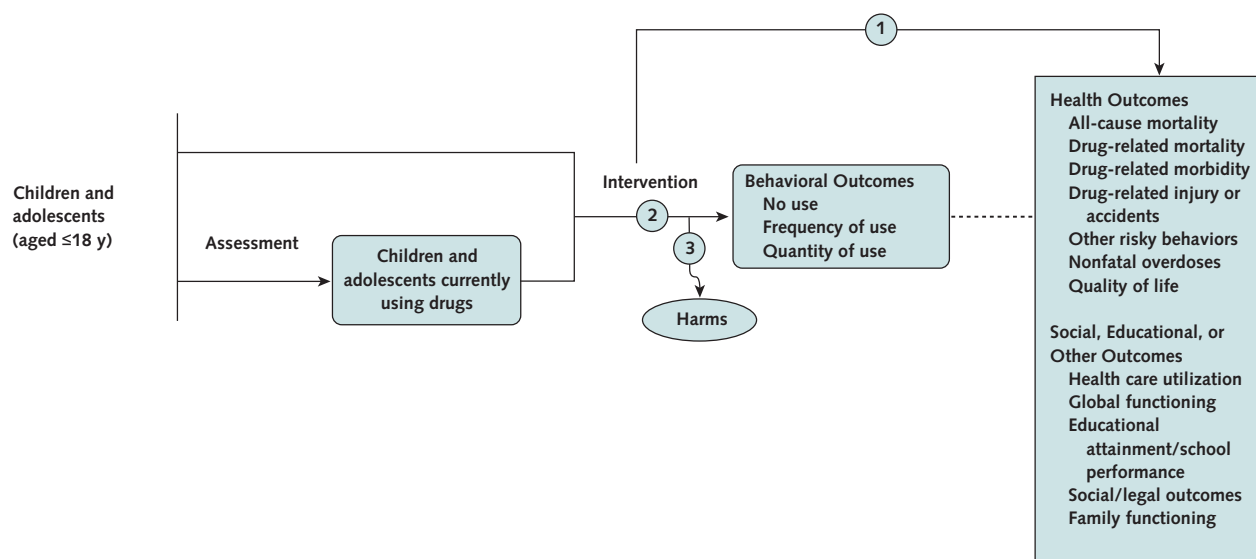 1
Children and
adolescents
(aged ≤18 y)
Assessment
Children and
adolescents currently
using drugs
Intervention
2
3
Harms
Behavioral Outcomes
No use
Frequency of use
Quantity of use
Health Outcomes
All-cause mortality
Drug-related mortality
Drug-related morbidity
Drug-related injury or
accidents
Other risky behaviors
Nonfatal overdoses
Quality of life
Social, Educational, or
Other Outcomes
Health care utilization
Global functioning
Educational
attainment/school
performance
Social/legal outcomes
Family functioning